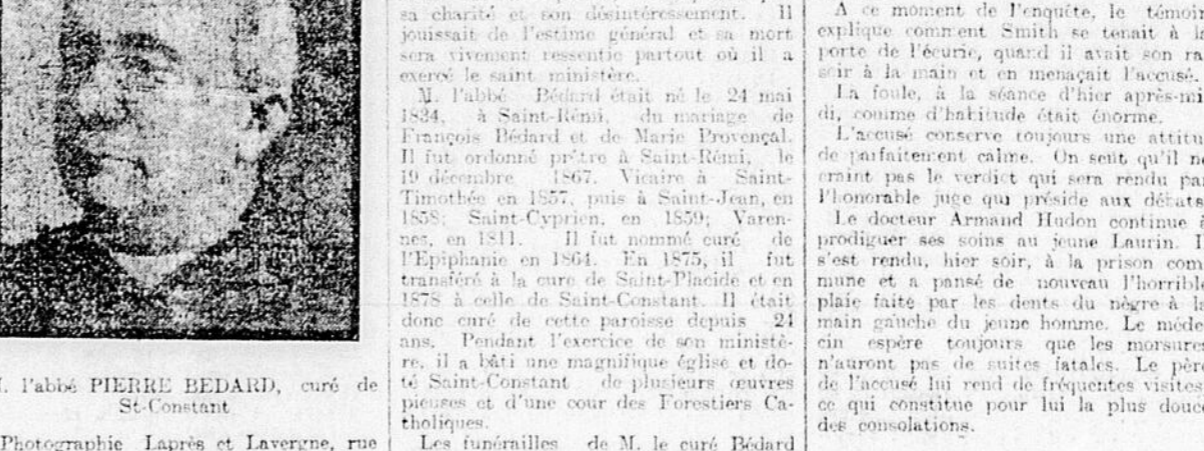 M. l'abbé PIERRE BEDARD, curé de
St-Constant
Photographie Laprès et Lavergne, rue
sa charité et son désintéressement. Il
jouissait de l'estime général et sa mort
sera vivement ressentie partout où il a
exercé le saint ministère.
M. l'abbé Bédard était né le 24 mai
1834, à Saint-Rémi, du mariage de
François Bédard et de Marie Provençal.
Il fut ordonné prêtre à Saint-Rémi, le
19 décembre 1867. Vicaire à Saint-
Timothée en 1857, puis à Saint-Jean, en
1858; Saint-Cyprien, en 1859; Varen-
nes, en 1811. Il fut nommé curé de
l'Epiphanie en 1864. En 1875, il fut
transféré à la cure de Saint-Placide et en
1878 à celle de Saint-Constant. Il était
donc curé de cette paroisse depuis 24
ans. Pendant l'exercice de son ministè-
re, il a bâti une magnifique église et do-
té Saint-Constant de plusieurs œuvres
pieuses et d'une cour des Forestiers Ca-
tholiques.
Les funérailles de M. le curé Bédard
A ce moment de l'enquête, le témoin
explique comment Smith se tenait à la
porte de l'écurie, quand il avait son ra-
soir à la main et en menaçait l'accusé.
La foule, à la séance d'hier après-mi-
di, comme d'habitude était énorme.
L'accusé conserve toujours une attitu-
de parfaitement calme. On sent qu'il ne
craint pas le verdict qui sera rendu par
l'honorable juge qui préside aux débats.
Le docteur Armand Hudon continue à
prodiguer ses soins au jeune Laurin. Il
s'est rendu, hier soir, à la prison com-
mune et a pansé de nouveau l'horrible
plaie faite par les dents du nègre à la
main gauche du jeune homme. Le méde-
cin espère toujours que les morsures
n'auront pas de suites fatales. Le père
de l'accusé lui rend de fréquentes visites,
ce qui constitue pour lui la plus douce
des consolations.